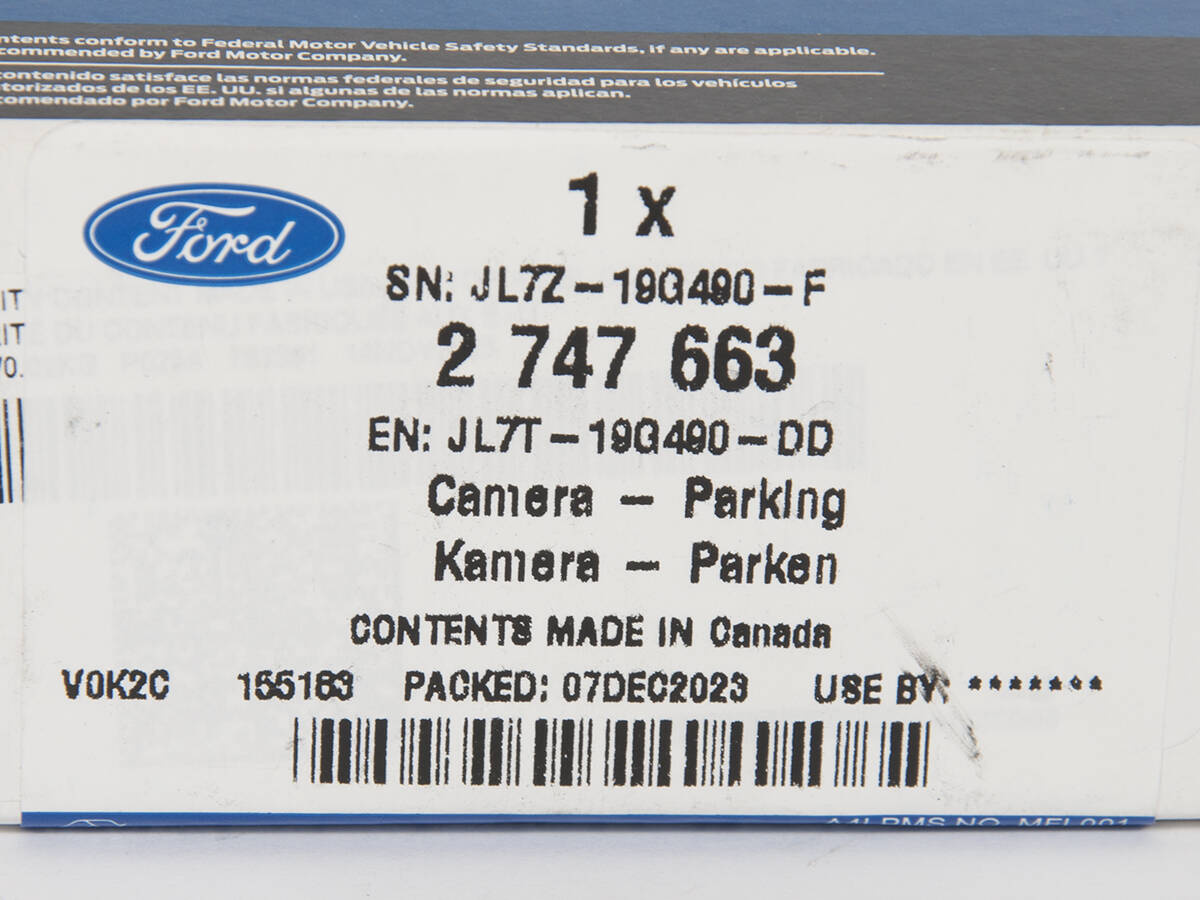 ntents conform to Federal Motor Vehicle Safety Standards, if any are applicable.
commended by Ford Motor Company.
contenido satisface las normas federales de seguridad para los vehículos
torizados de los EE. UU. si algunas de las normas aplican.
comendado por Ford Motor Company.
Ford
1 x
SN: JL7Z-19G490-F
2 747 663
EN: JL7T-19G490-DD
Camera - Parking
Kamera - Parken
CONTENTS MADE IN Canada
V0K2C 155163 PACKED: 07DEC2023 USE BY: *******
IT
IT